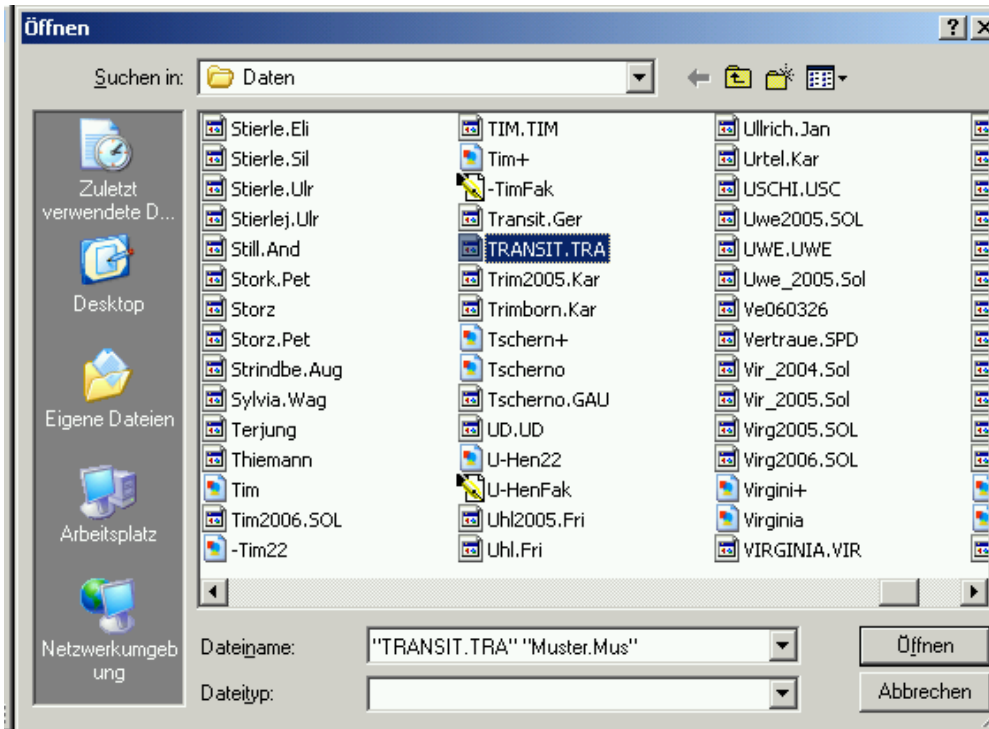 Öffnen
Suchen in:
Daten
Zuletzt
verwendete D...
Desktop
Eigene Dateien
Arbeitsplatz
Netzwerkumgeb
ung
Stierle.Eli
Stierle.Sil
Stierle.Ulr
Stierlej.Ulr
Still.And
Stork.Pet
Storz
Storz.Pet
Strindbe.Aug
Sylvia.Wag
Terjung
Thiemann
Tim
Tim2006.SOL
-Tim22
TIM.TIM
Tim+
-TimFak
Transit.Ger
TRANSIT.TRA
Trim2005.Kar
Trimborn.Kar
Tschern+
Tscherno
Tscherno.GAU
UD.UD
U-Hen22
U-HenFak
Uhl2005.Fri
Uhl.Fri
Ullrich.Jan
Urtel.Kar
USCHI.USC
Uwe2005.SOL
UWE.UWE
Uwe_2005.Sol
Ve060326
Vertraue.SPD
Vir_2004.Sol
Vir_2005.Sol
Virg2005.SOL
Virg2006.SOL
Virgini+
Virginia
VIRGINIA.VIR
Dateiname:
"TRANSIT.TRA" "Muster.Mus"
Öffnen
Dateityp:
Abbrechen